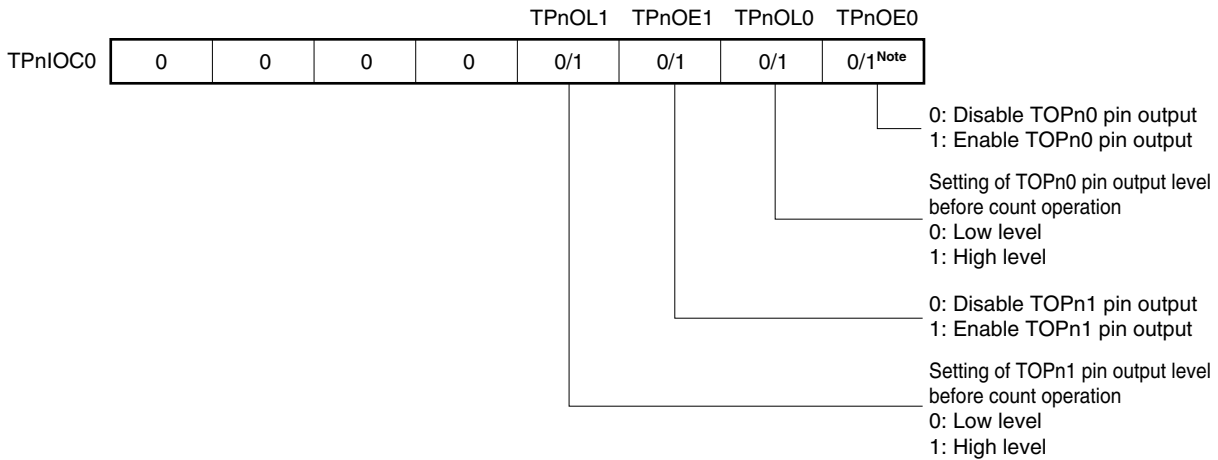 TPnOL1 TPnOE1 TPnOL0 TPnOE0
TPnIOC0 0 0 0 0 0/1 0/1 0/1 0/1Note
0: Disable TOPn0 pin output
1: Enable TOPn0 pin output
Setting of TOPn0 pin output level
before count operation
0: Low level
1: High level
0: Disable TOPn1 pin output
1: Enable TOPn1 pin output
Setting of TOPn1 pin output level
before count operation
0: Low level
1: High level